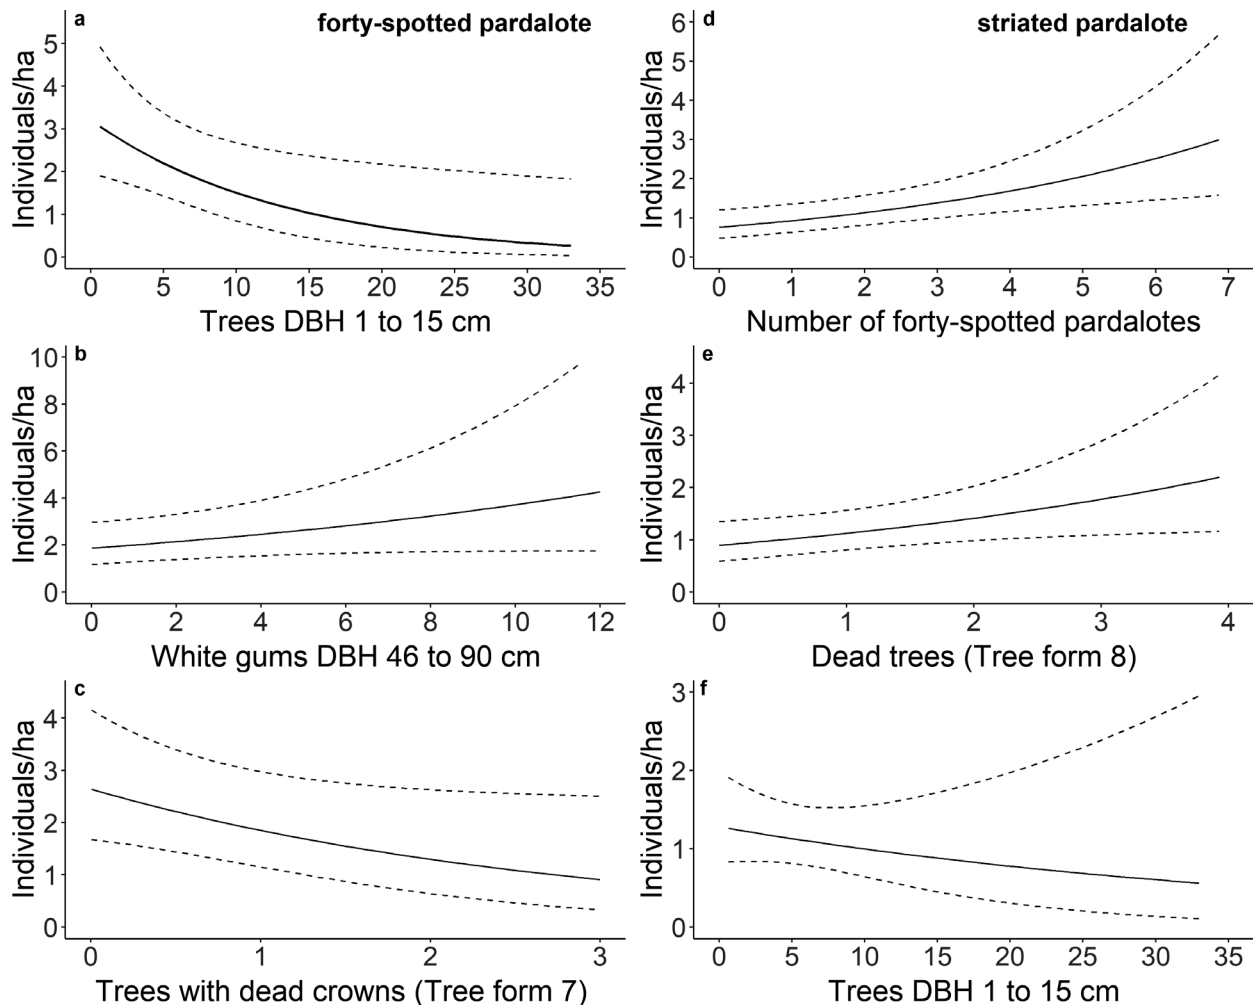 a
forty-spotted pardalote
Individuals/ha
5
4
3
2
1
0
0 5 10 15 20 25 30 35
Trees DBH 1 to 15 cm
b
Individuals/ha
10
8
6
4
2
0
0 2 4 6 8 10 12
White gums DBH 46 to 90 cm
c
Individuals/ha
4
3
2
1
0
0 1 2 3
Trees with dead crowns (Tree form 7)
d
striated pardalote
Individuals/ha
6
5
4
3
2
1
0
0 1 2 3 4 5 6 7
Number of forty-spotted pardalotes
e
Individuals/ha
4
3
2
1
0
0 1 2 3 4
Dead trees (Tree form 8)
f
Individuals/ha
3
2
1
0
0 5 10 15 20 25 30 35
Trees DBH 1 to 15 cm